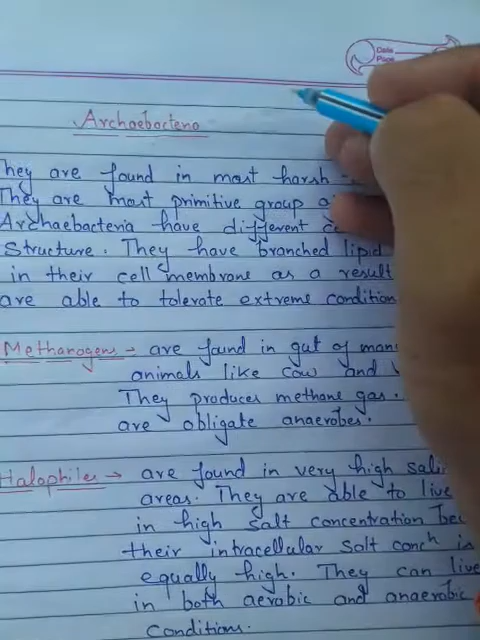 Date
Page
Archaebacteria
They are found in most harsh
They are most primitive group
Archaebacteria have different
Structure. They have branched lipid
in their cell membrane as a result
are able to tolerate extreme condition
Methanogens - are found in gut of man
animals like cow and
They produces methane gas.
are obligate anaerobes.
Halophiles → are found in very high
areas. They are able to live
in high salt concentration
their intracellular salt concn
equally high. They can live
in both aerobic and anaerobic
conditions.